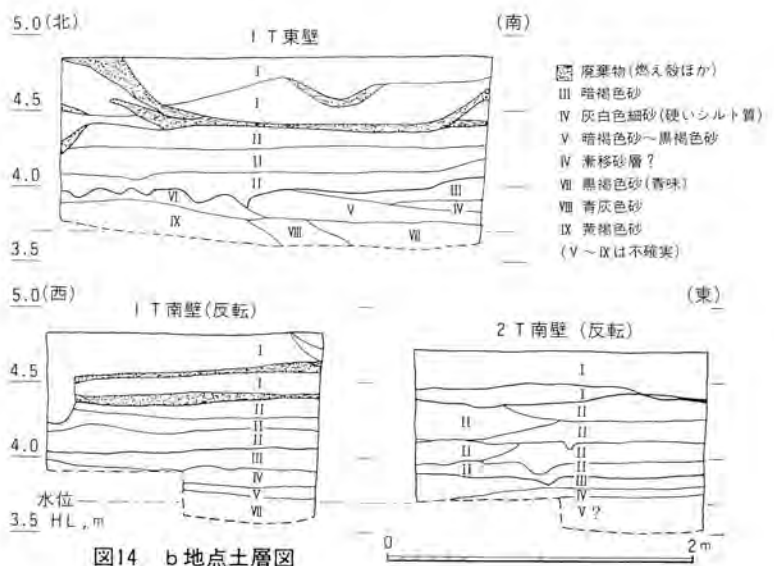 5.0(北)
(南)
1T東壁
4.5
4.0
3.5
I
I
II
II
II
VI
III
V
IV
IX
VIII
VII
廃棄物(燃え殻ほか)
III 暗褐色砂
IV 灰白色細砂(硬いシルト質)
V 暗褐色砂~黒褐色砂
IV 漸移砂層?
VII 黒褐色砂(青味)
VIII 青灰色砂
IX 黄褐色砂
(V~IXは不確実)
5.0(西)
(東)
1T南壁(反転)
2T南壁(反転)
4.5
4.0
3.5
I
I
II
II
II
III
IV
V
VII
I
I
II
II
II
II
II
II
III
IV
V?
水位
HL,m
0
2m
図14 b地点土層図